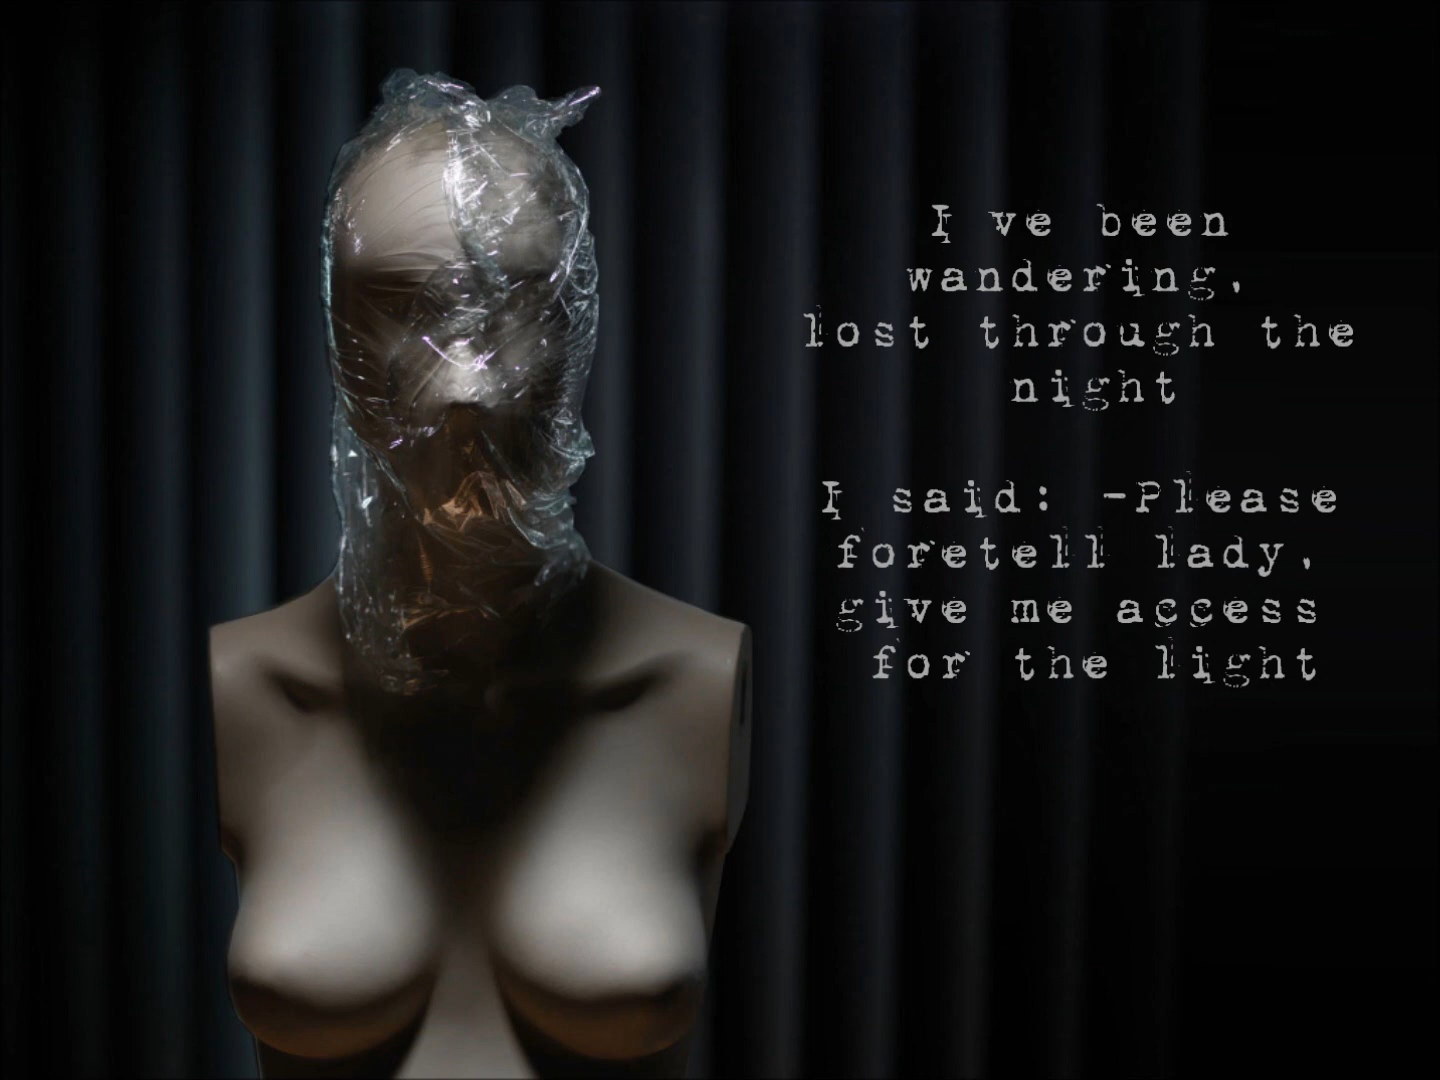 I ve been
wandering.
lost through the
night
I said: -Please
foretell lady.
give me access
for the light